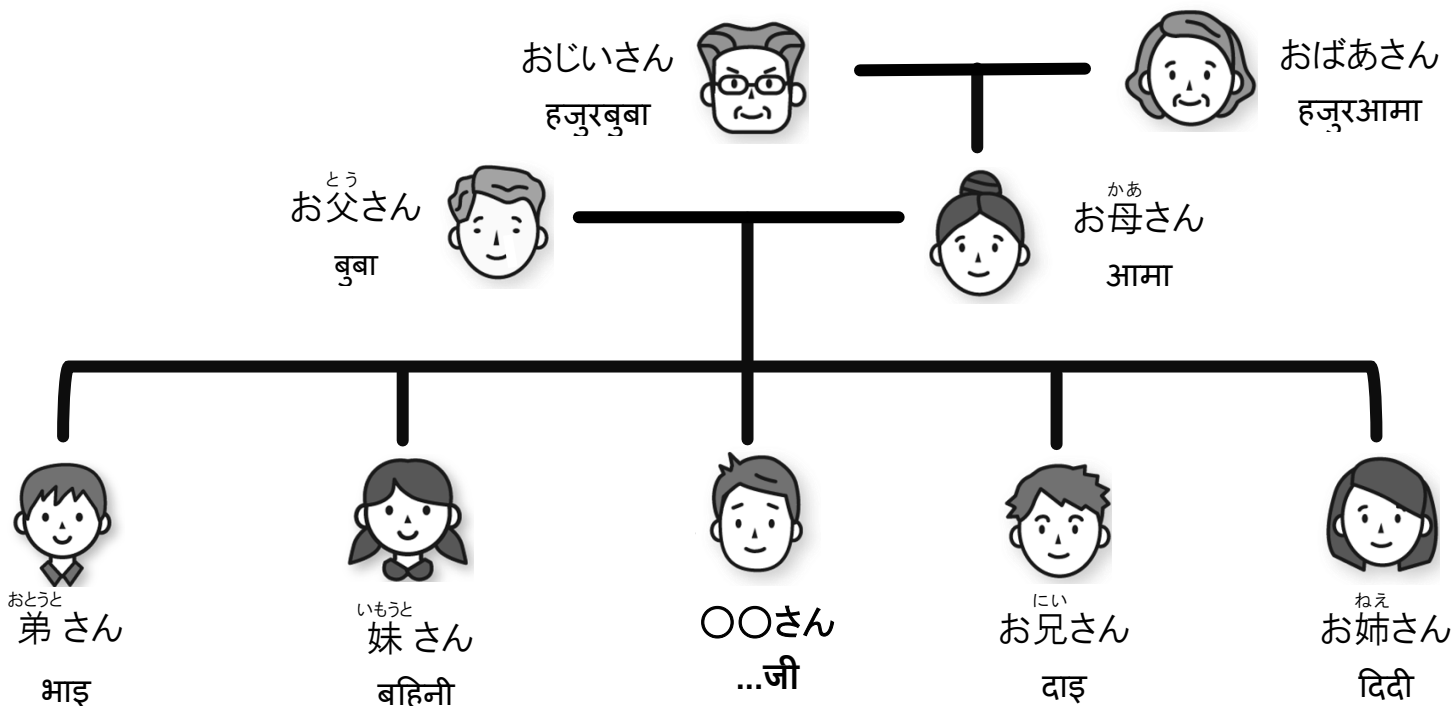 おじいさん
हजुरबुबा
おばあさん
हजुरआमा
とう
お父さん
बुबा
かあ
お母さん
आमा
おとうと
弟 さん
भाइ
いもうと
妹 さん
बहिनी
〇〇さん
...जी
にい
お兄さん
दाइ
ねえ
お姉さん
दिदी